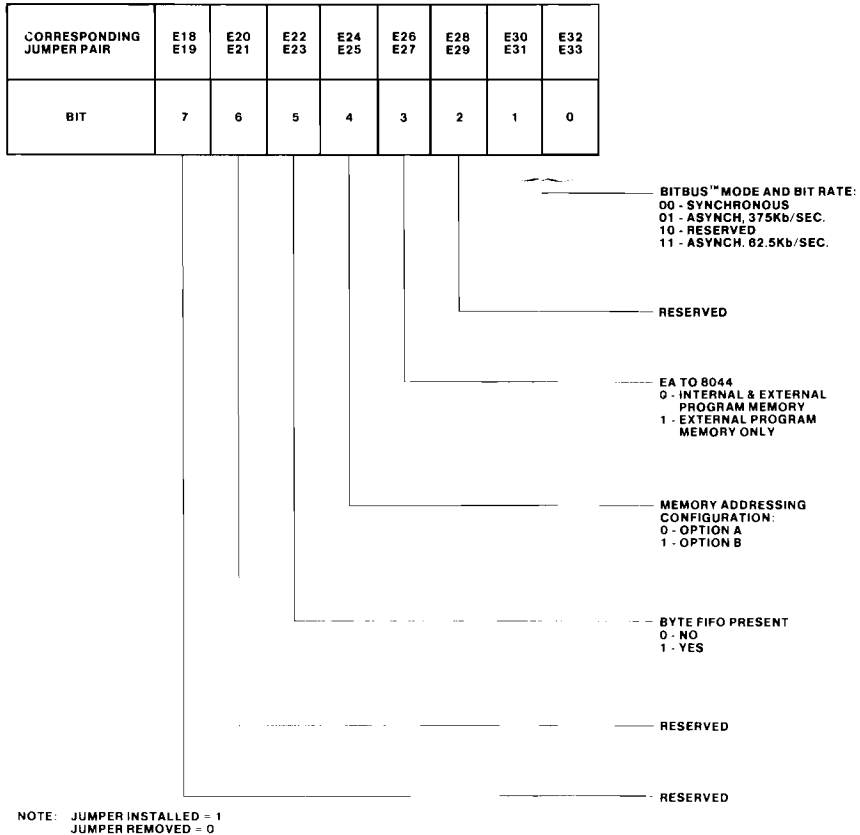 CORRESPONDING JUMPER PAIR E18 E19 E20 E21 E22 E23 E24 E25 E26 E27 E28 E29 E30 E31 E32 E33
BIT 7 6 5 4 3 2 1 0
BITBUS™ MODE AND BIT RATE:
00 - SYNCHRONOUS
01 - ASYNCH, 375Kb/SEC.
10 - RESERVED
11 - ASYNCH. 62.5Kb/SEC.
RESERVED
EA TO 8044
0 - INTERNAL & EXTERNAL
PROGRAM MEMORY
1 - EXTERNAL PROGRAM
MEMORY ONLY
MEMORY ADDRESSING
CONFIGURATION:
0 - OPTION A
1 - OPTION B
BYTE FIFO PRESENT
0 - NO
1 - YES
RESERVED
RESERVED
NOTE: JUMPER INSTALLED = 1
JUMPER REMOVED = 0